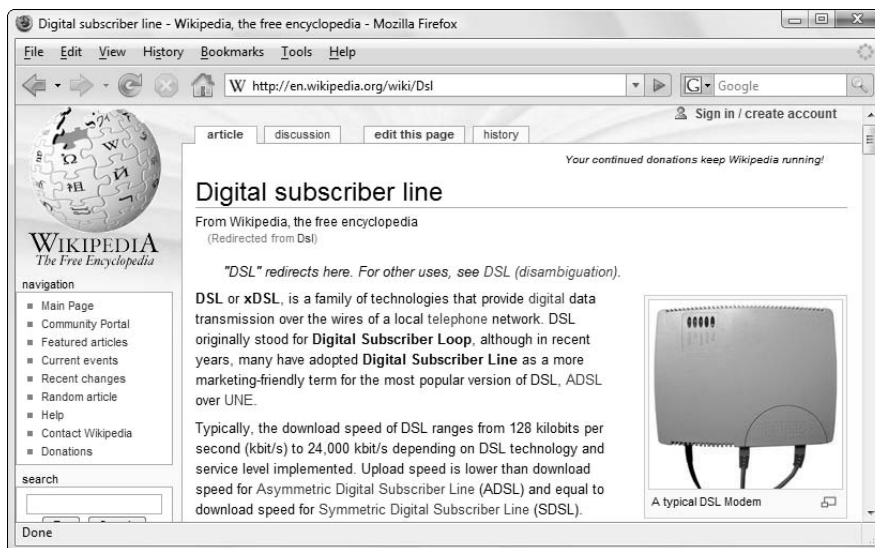 Digital subscriber line - Wikipedia, the free encyclopedia - Mozilla Firefox
File Edit View History Bookmarks Tools Help
W http://en.wikipedia.org/wiki/Dsl
G Google
Sign in / create account
article discussion edit this page history
Your continued donations keep Wikipedia running!
WIKIPEDIA
The Free Encyclopedia
navigation
Main Page
Community Portal
Featured articles
Current events
Recent changes
Random article
Help
Contact Wikipedia
Donations
search
Digital subscriber line
From Wikipedia, the free encyclopedia
(Redirected from Dsl)
"DSL" redirects here. For other uses, see DSL (disambiguation).
DSL or xDSL, is a family of technologies that provide digital data
transmission over the wires of a local telephone network. DSL
originally stood for Digital Subscriber Loop, although in recent
years, many have adopted Digital Subscriber Line as a more
marketing-friendly term for the most popular version of DSL, ADSL
over UNE.
Typically, the download speed of DSL ranges from 128 kilobits per
second (kbit/s) to 24,000 kbit/s depending on DSL technology and
service level implemented. Upload speed is lower than download
speed for Asymmetric Digital Subscriber Line (ADSL) and equal to
download speed for Symmetric Digital Subscriber Line (SDSL).
A typical DSL Modem
Done